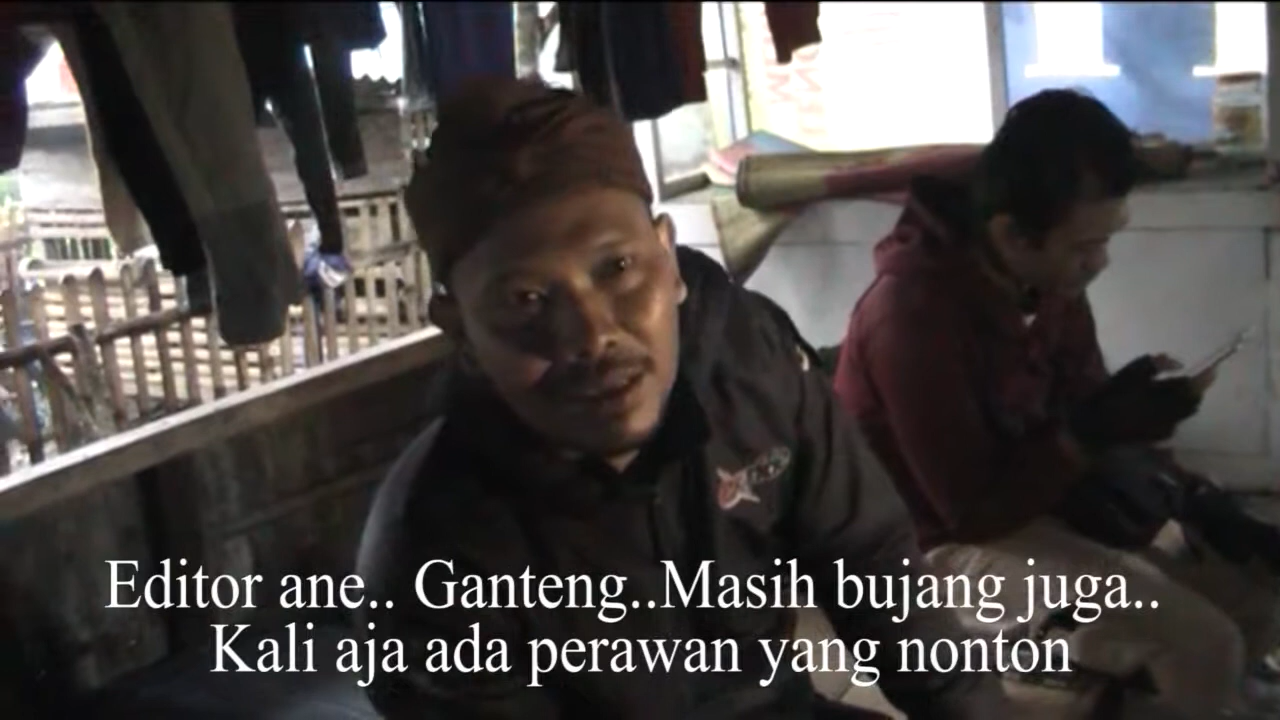 Editor ane.. Ganteng..Masih bujang juga..
Kali aja ada perawan yang nonton